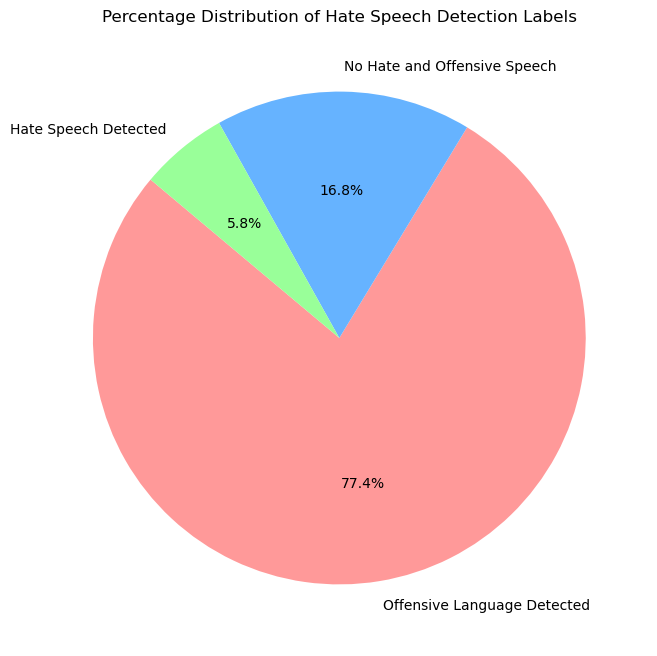 Percentage Distribution of Hate Speech Detection Labels
No Hate and Offensive Speech
Hate Speech Detected
16.8%
5.8%
77.4%
Offensive Language Detected